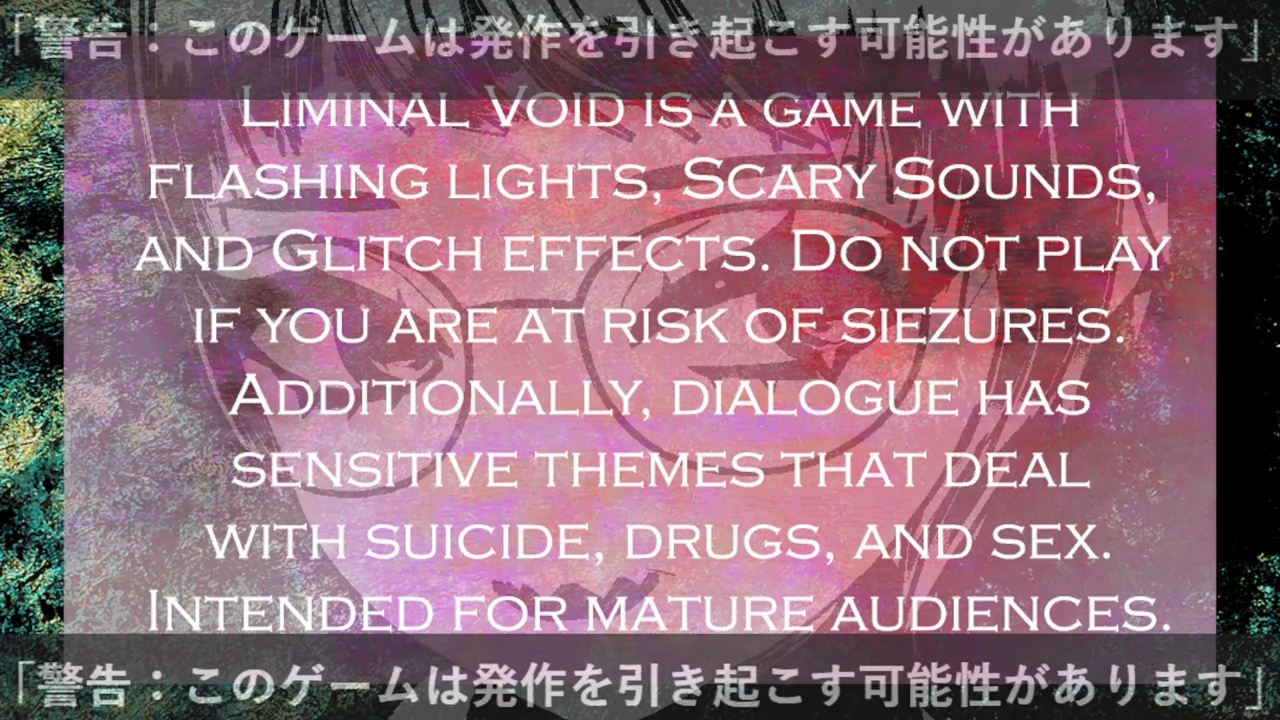 「警告：このゲームは発作を引き起こす可能性があります」
Liminal Void is a game with
flashing lights, Scary Sounds,
and Glitch effects. Do not play
if you are at risk of siezures.
Additionally, dialogue has
sensitive themes that deal
with suicide, drugs, and sex.
Intended for mature audiences.
「警告：このゲームは発作を引き起こす可能性があります」